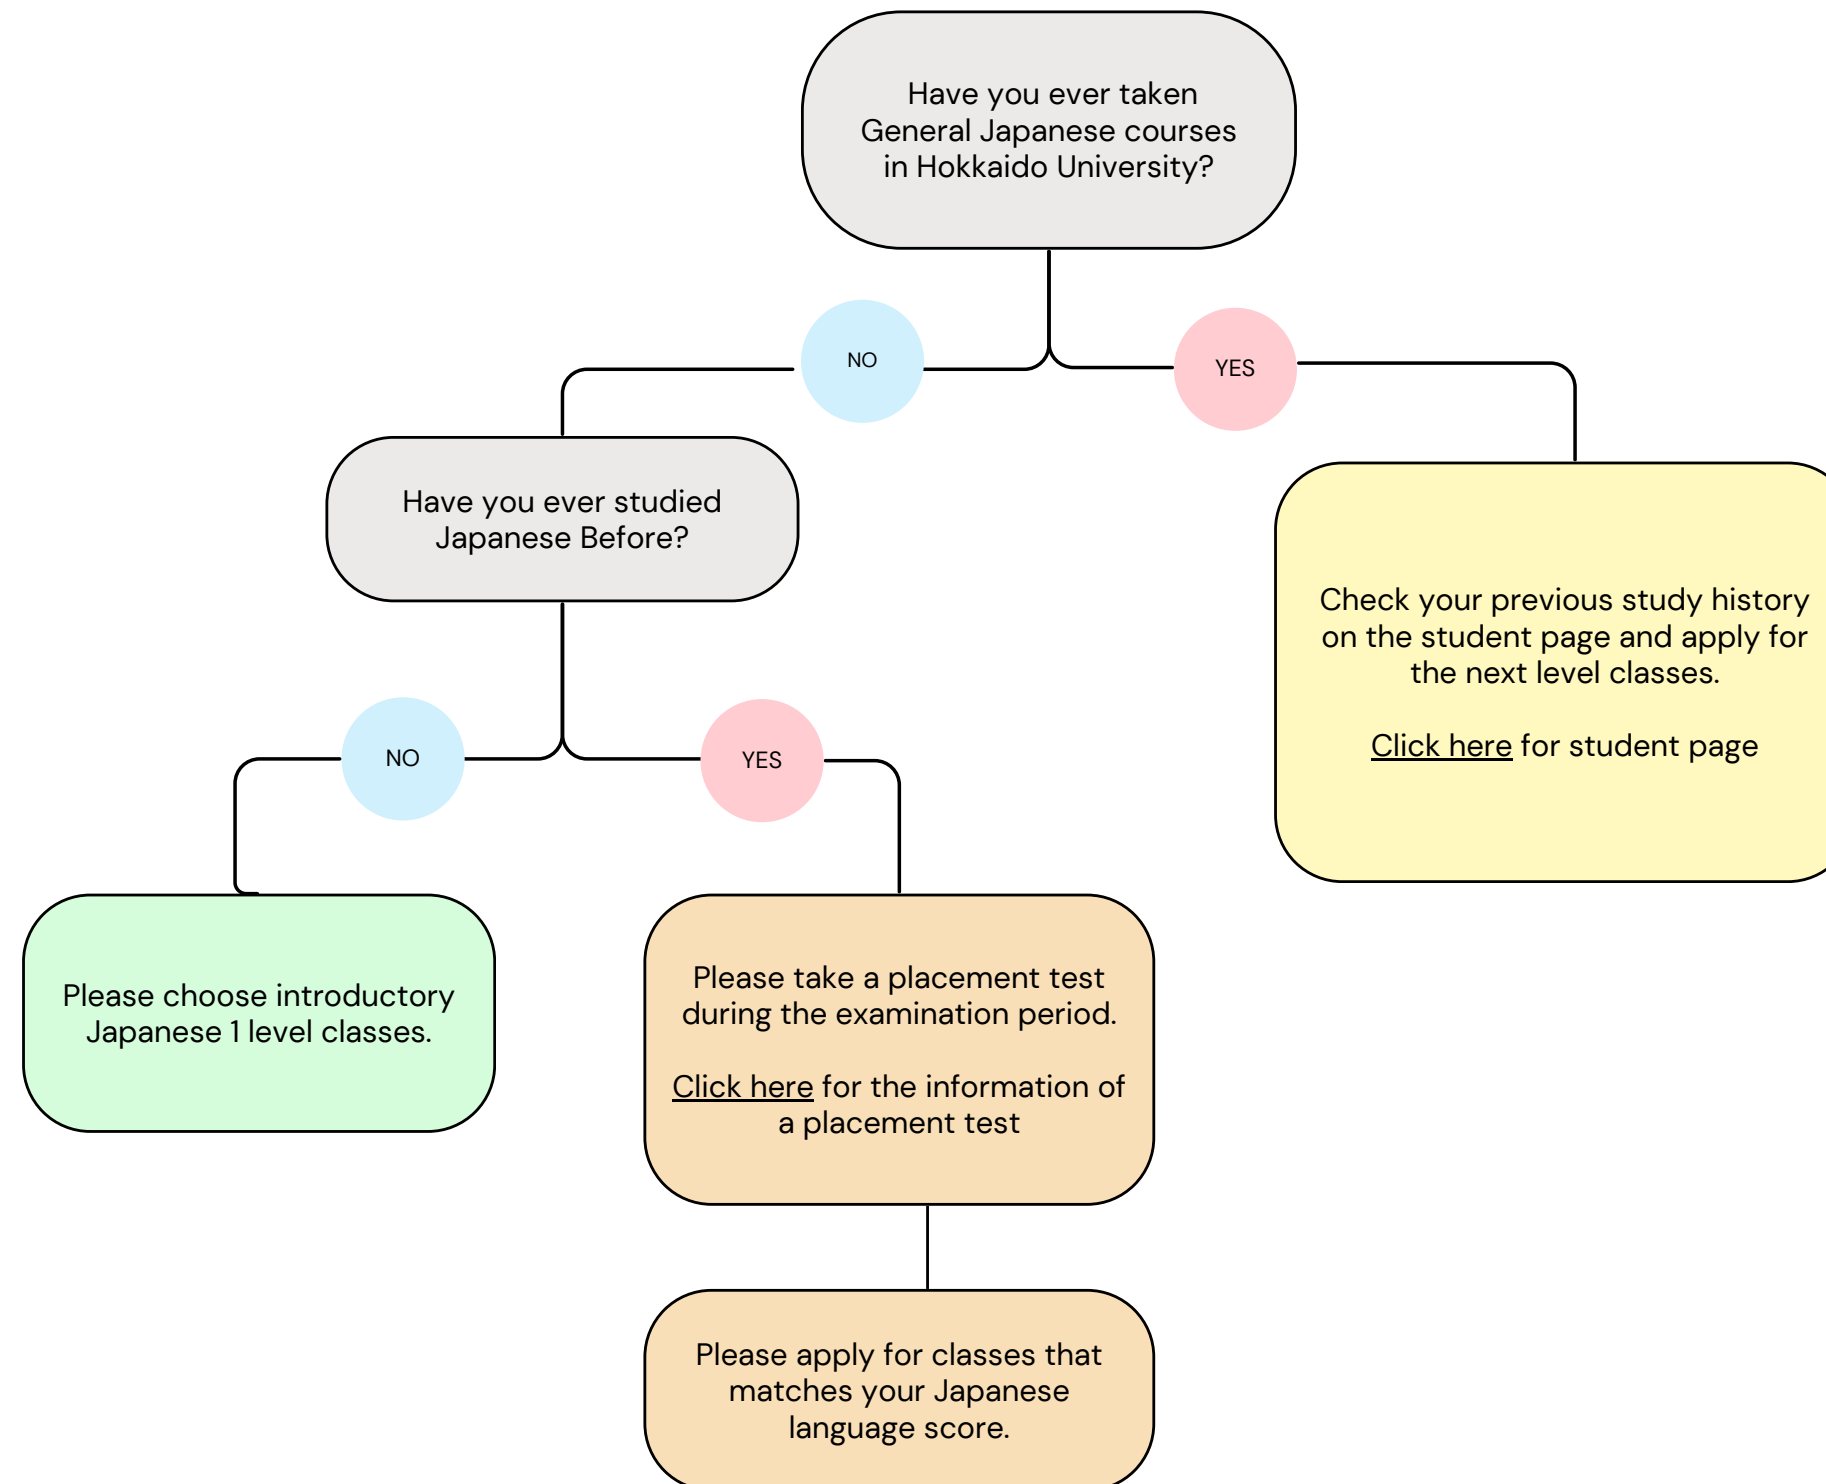 Have you ever taken
General Japanese courses
in Hokkaido University?
NO
YES
Have you ever studied
Japanese Before?
Check your previous study history
on the student page and apply for
the next level classes.
Click here for student page
NO
YES
Please choose introductory
Japanese 1 level classes.
Please take a placement test
during the examination period.
Click here for the information of
a placement test
Please apply for classes that
matches your Japanese
language score.